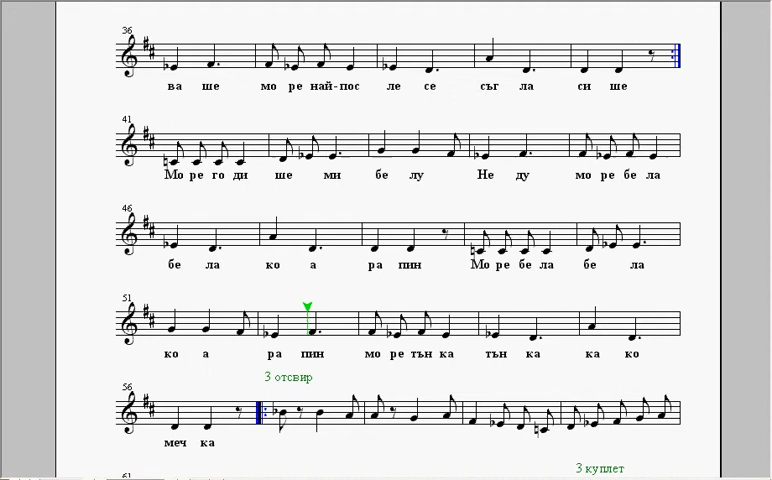 36
ва ше мо ре най-пос ле се съг ла си ше
41
Мо ре го ди ше ми бе лу Не ду мо ре бе ла
46
бе ла ко а ра пин Мо ре бе ла бе ла
51
ко а ра пин мо ре тън ка тън ка ка ко
3 отсвир
56
меч ка
3 куплет
61